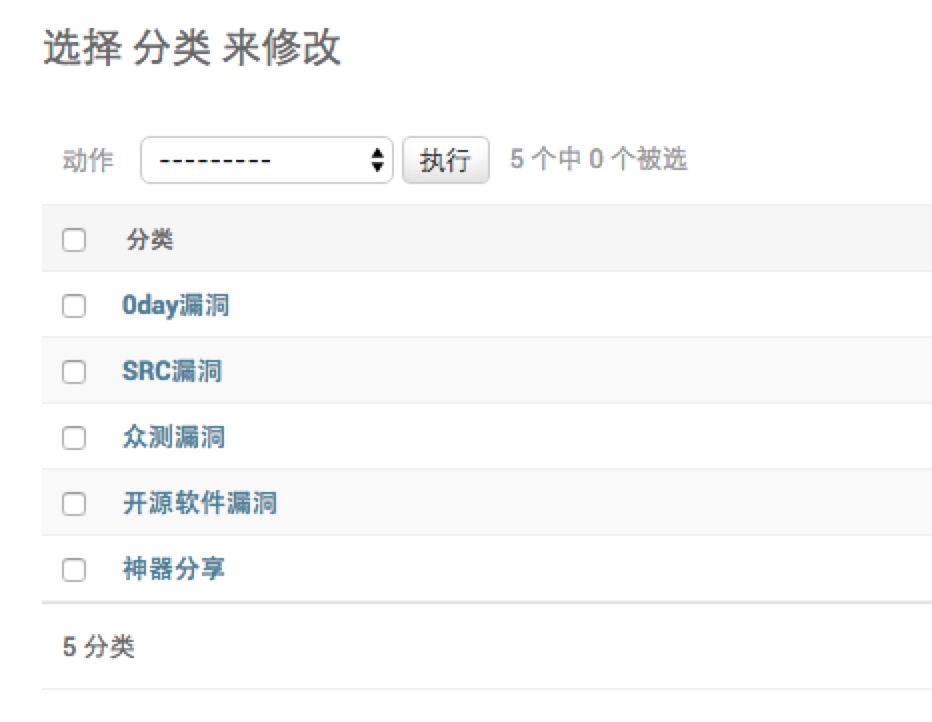 选择 分类 来修改
动作 --------- 执行 5 个中 0 个被选
分类
0day漏洞
SRC漏洞
众测漏洞
开源软件漏洞
神器分享
5 分类